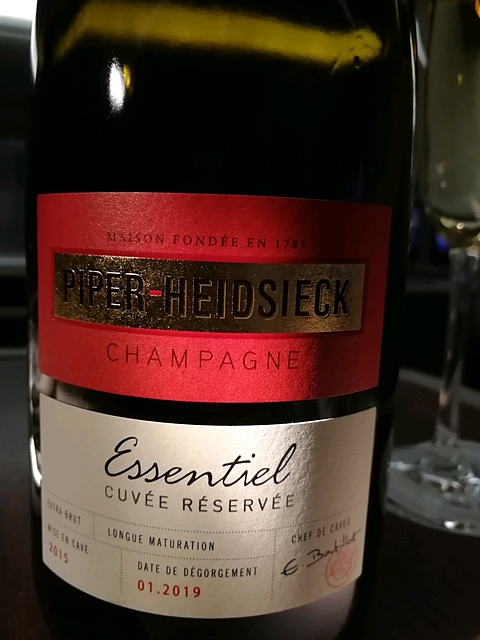 MAISON FONDÉE EN 1785
PIPER-HEIDSIECK
CHAMPAGNE
Essentiel
CUVÉE RÉSERVÉE
EXTRA BRUT
MISE EN CAVE
2015
LONGUE MATURATION
DATE DE DÉGORGEMENT
01.2019
CHEF DE CAVES